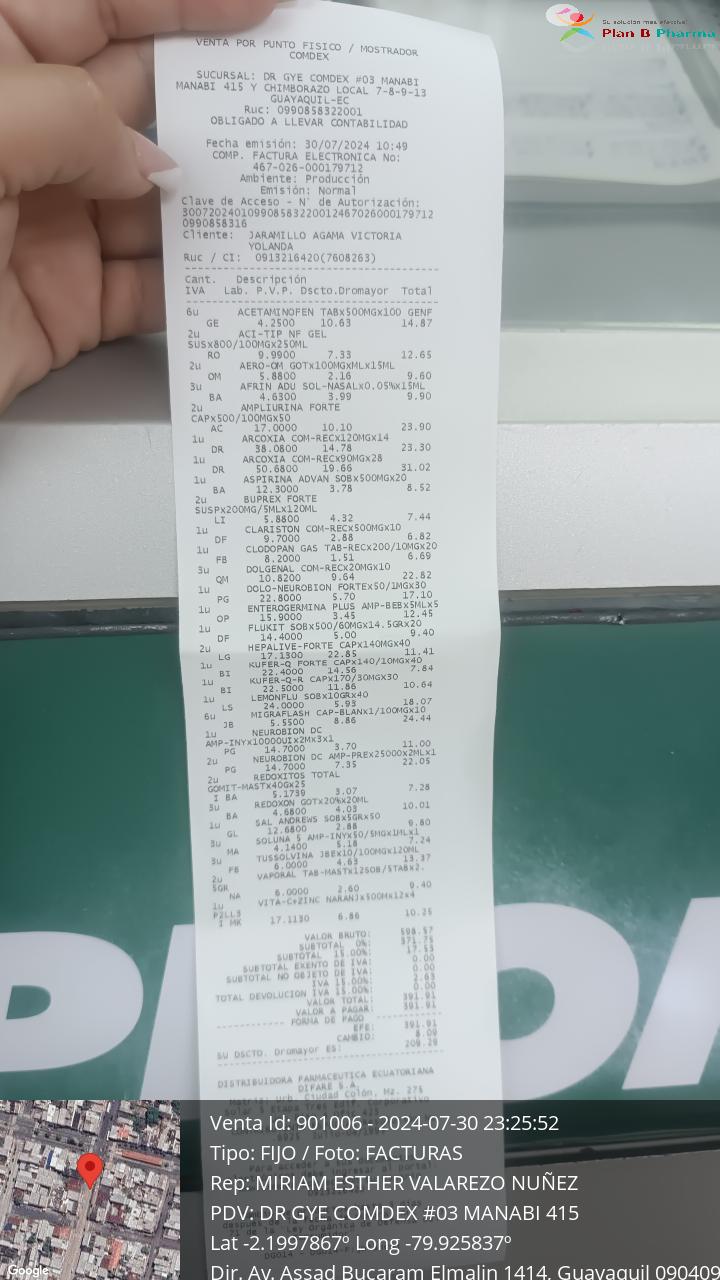 Su solución más efectiva!
Plan B Pharma
VENTA POR PUNTO FISICO / MOSTRADOR
COMDEX
SUCURSAL: DR GYE COMDEX #03 MANABI
MANABI 415 Y CHIMBORAZO LOCAL 7-8-9-13
GUAYAQUIL-EC
Ruc: 0990858322001
OBLIGADO A LLEVAR CONTABILIDAD
Fecha emisión: 30/07/2024 10:49
COMP. FACTURA ELECTRONICA No:
467-026-000179712
Ambiente: Producción
Emisión: Normal
Clave de Acceso - N° de Autorización:
300720240109908583220012467026000179712
0990858316
Cliente: JARAMILLO AGAMA VICTORIA
YOLANDA
Ruc / CI: 0913216420(7608263)
Cant. Descripción
IVA Lab. P.V.P. Dscto.Dromayor Total
6u ACETAMINOFEN TABx500MGx100 GENF
GE 4.2500 10.63 14.87
2u ACI-TIP NF GEL
SUSx800/100MGx250ML
RO 9.9900 7.33 12.65
2u AERO-OM GOTx100MGxMLx15ML
OM 5.8800 2.16 9.60
3u AFRIN ADU SOL-NASALx0.05%x15ML
BA 4.6300 3.99 9.90
2u AMPLIURINA FORTE
CAPx500/100MGx50
AC 17.0000 10.10 23.90
1u ARCOXIA COM-RECx120MGx14
DR 38.0800 14.78 23.30
1u ARCOXIA COM-RECx90MGx28
DR 50.6800 19.66 31.02
1u ASPIRINA ADVAN SOBx500MGx20
BA 12.3000 3.78 8.52
2u BUPREX FORTE
SUSPx200MG/5MLx120ML
LI 5.8800 4.32 7.44
1u CLARISTON COM-RECx500MGx10
DF 9.7000 2.88 6.82
1u CLODOPAN GAS TAB-RECx200/10MGx20
FB 8.2000 1.51 6.69
3u DOLGENAL COM-RECx20MGx10
QM 10.8200 9.64 22.82
1u DOLO-NEUROBION FORTEx50/1MGx30
PG 22.8000 5.70 17.10
1u ENTEROGERMINA PLUS AMP-BEBx5MLx5
OP 15.9000 3.45 12.45
1u FLUKIT SOBx500/60MGx14.5GRx20
DF 14.4000 5.00 9.40
2u HEPALIVE-FORTE CAPx140MGx40
LG 17.1300 22.85 11.41
1u KUFER-Q FORTE CAPx140/10MGx40
BI 22.4000 14.56 7.84
1u KUFER-Q-R CAPx170/30MGx30
BI 22.5000 11.86 10.64
1u LEMONFLU SOBx10GRx40
LS 24.0000 5.93 18.07
6u MIGRAFLASH CAP-BLANx1/100MGx10
JB 5.5500 8.86 24.44
1u NEUROBION DC
AMP-INYx10000UIx2Mx3x1
PG 14.7000 3.70 11.00
2u NEUROBION DC AMP-PREx25000x2MLx1
PG 14.7000 7.35 22.05
2u REDOXITOS TOTAL
GOMIT-MASTx40Gx25
I BA 5.1739 3.07 7.28
3u REDOXON GOTx20%x20ML
BA 4.6800 4.03 10.01
1u SAL ANDREWS SOBx5GRx50
GL 12.6800 2.88 9.80
3u SOLUNA 5 AMP-INYx50/5MGx1MLx1
MA 4.1400 5.18 7.24
3u TUSSOLVINA JBEx10/100MGx120ML
FB 6.0000 4.63 13.37
2u VAPORAL TAB-MASTx12SOB/5TABx2.
5GR
NA 6.0000 2.60 9.40
1u VITA-C+ZINC NARANJx500Mx12x4
I MK 17.1130 6.86 10.25
VALOR BRUTO: 598.57
SUBTOTAL 0%: 371.75
SUBTOTAL 15.00%: 17.53
SUBTOTAL EXENTO DE IVA: 0.00
SUBTOTAL NO OBJETO DE IVA: 0.00
IVA 15.00%: 2.63
TOTAL DEVOLUCION IVA 15.00%: 0.00
VALOR TOTAL: 391.91
VALOR A PAGAR: 391.91
FORMA DE PAGO
EFE: 391.91
CAMBIO: 8.09
SU DSCTO. Dromayor ES: 209.28
DISTRIBUIDORA FARMACEUTICA ECUATORIANA
DIFARE S.A.
Matriz: Urb. Ciudad Colón, Mz. 275
Venta Id: 901006 - 2024-07-30 23:25:52
Tipo: FIJO / Foto: FACTURAS
Rep: MIRIAM ESTHER VALAREZO NUÑEZ
PDV: DR GYE COMDEX #03 MANABI 415
Lat -2.1997867º Long -79.925837º
Dir. Av. Assad Bucaram Elmalin 1414, Guayaquil 090409
Google